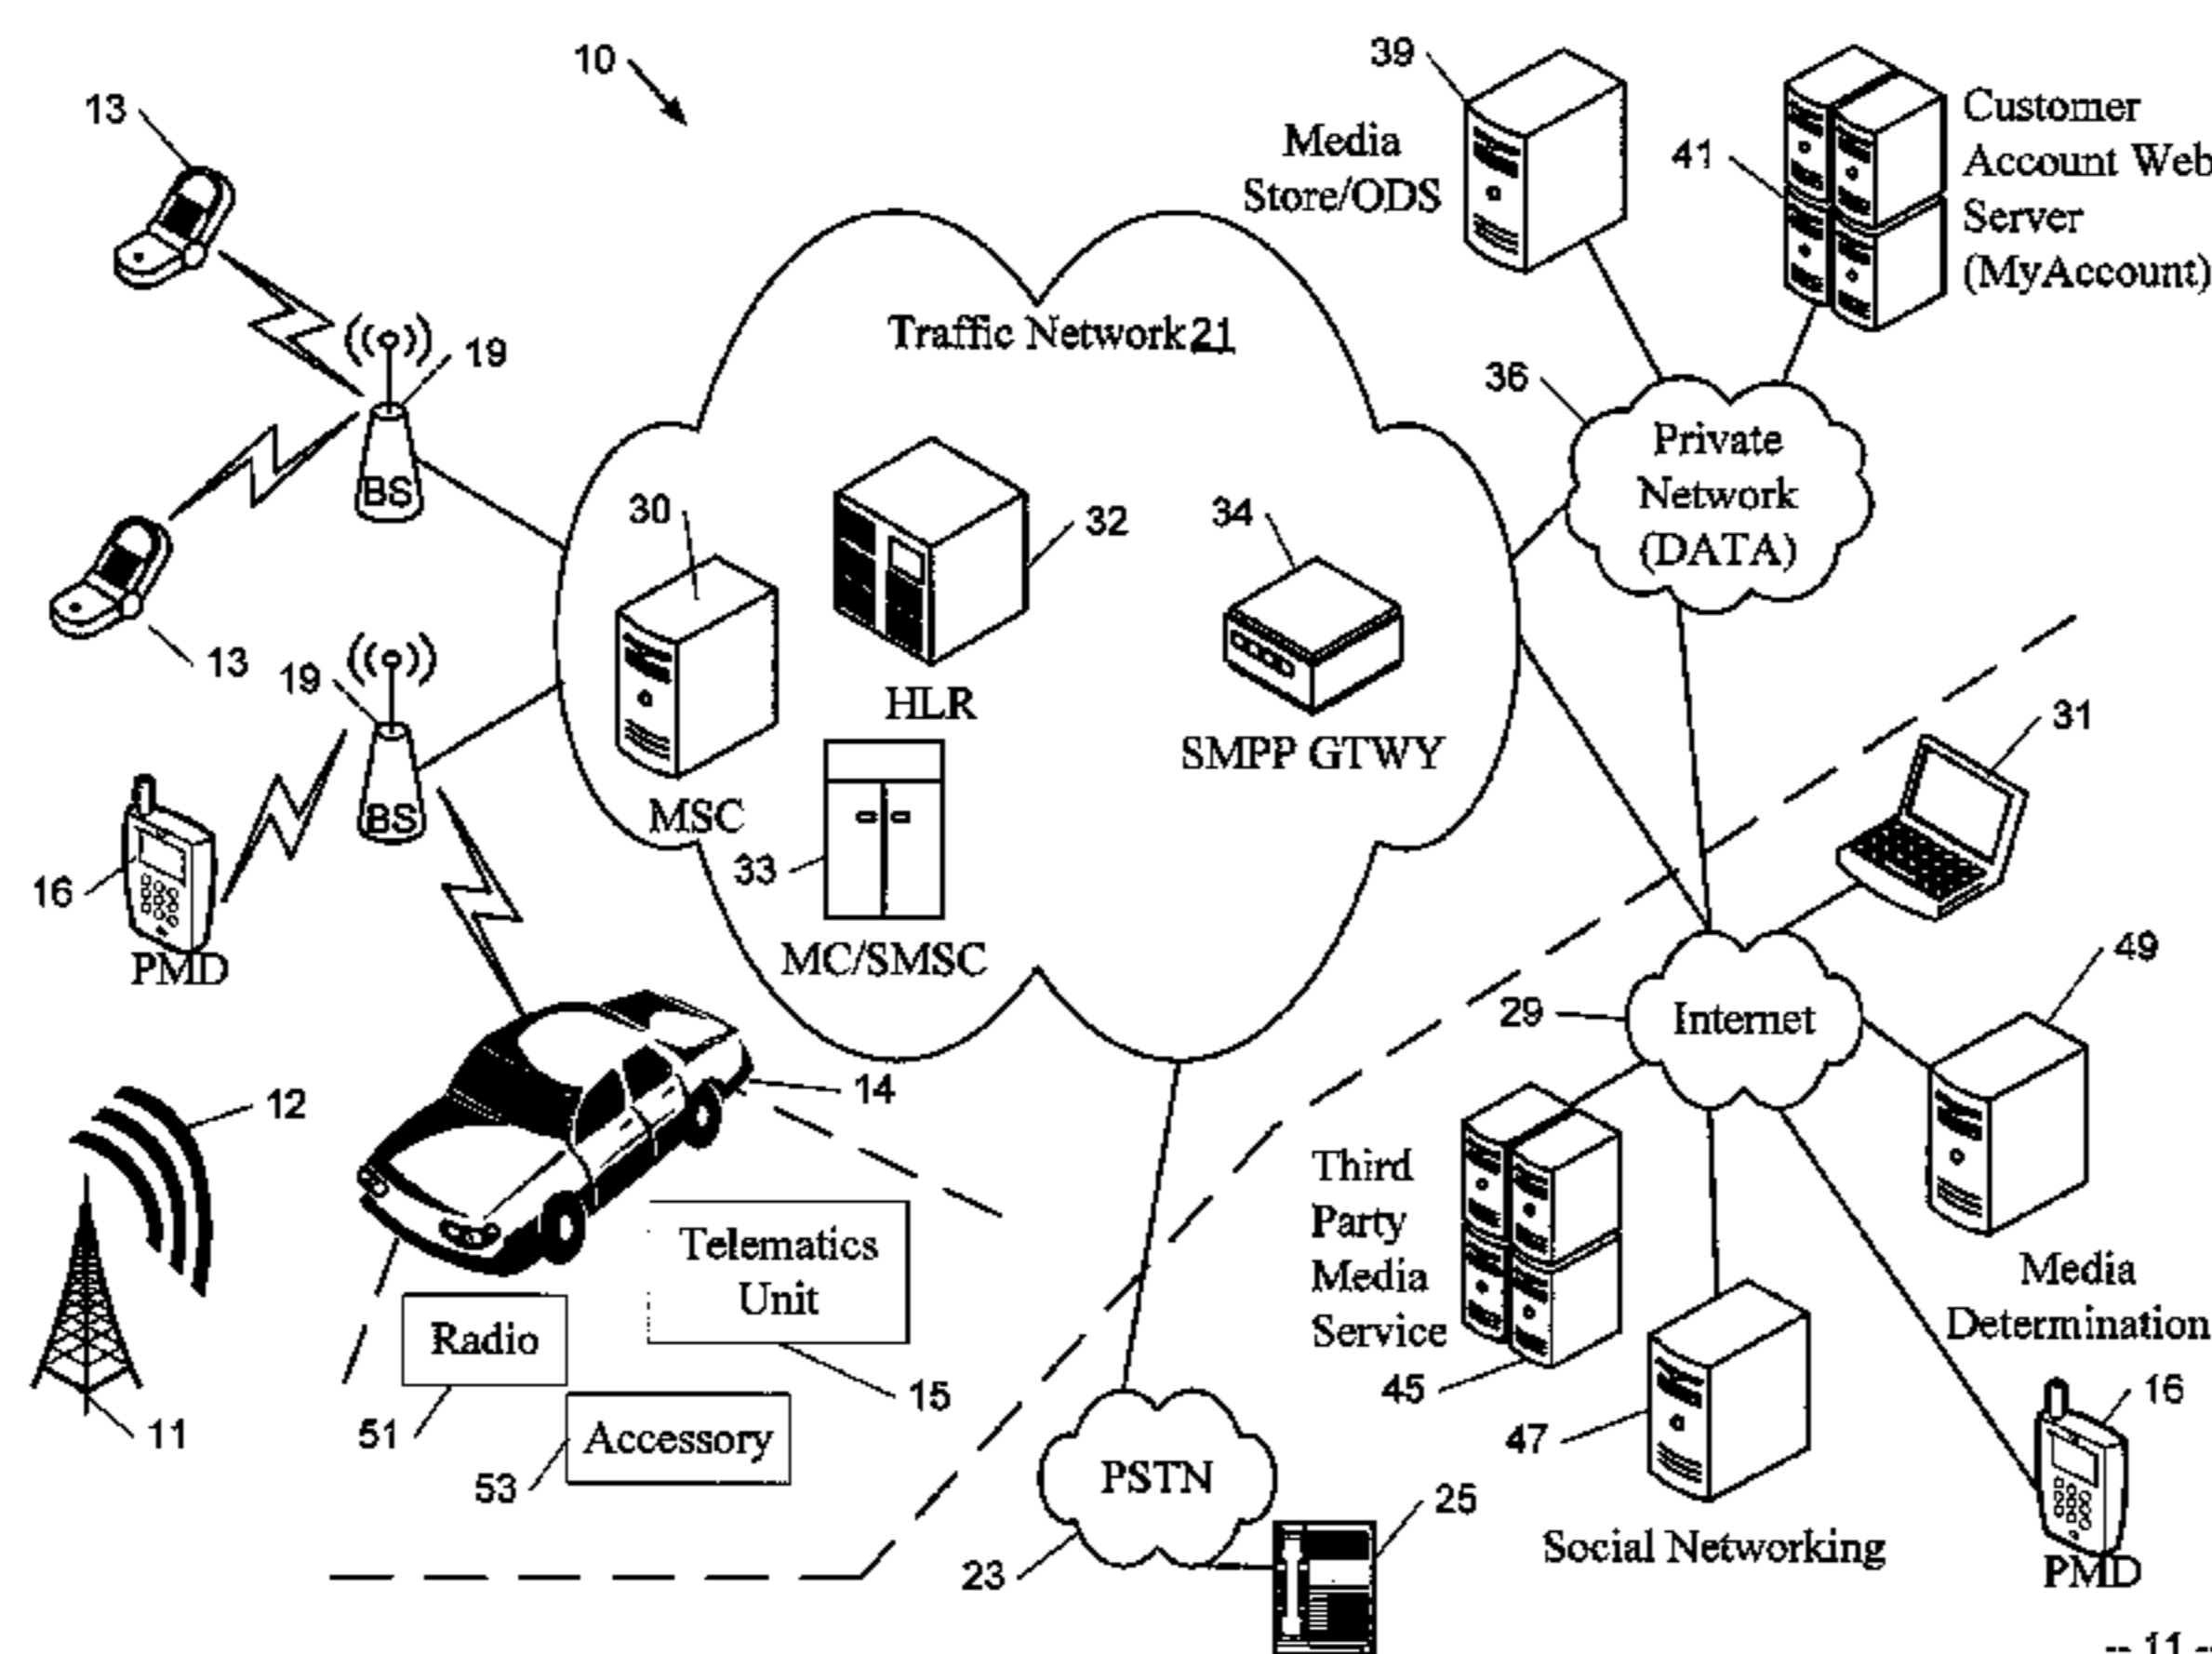 10
39
13
Media
Store/ODS
41
Customer
Account Web
Server
(MyAccount)
Traffic Network 21
19
36
Private
Network
(DATA)
BS
30
32
34
13
19
HLR
SMPP GTWY
31
BS
MSC
33
16
PMD
MC/SMSC
49
29
Internet
12
14
Third
Party
Media
Service
Telematics
Unit
Media
Determination
Radio
45
16
11
51
15
Accessory
47
53
PSTN
25
23
Social Networking
PMD
-- 11 --